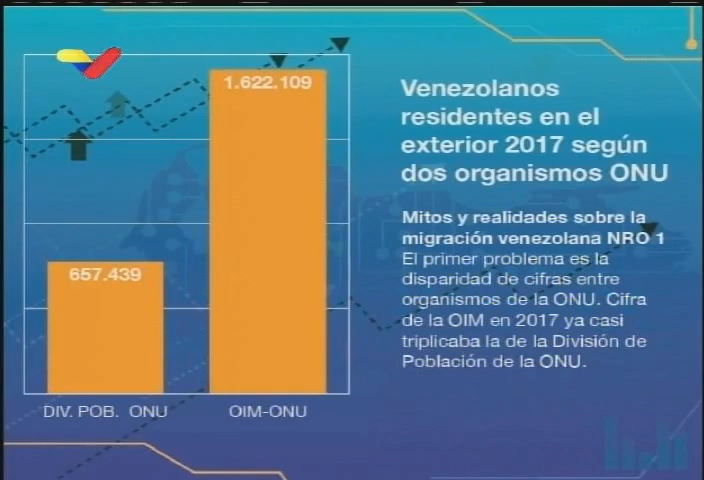 1.622.109
657.439
DIV. POB. ONU
OIM-ONU
Venezolanos
residentes en el
exterior 2017 según
dos organismos ONU
Mitos y realidades sobre la
migración venezolana NRO 1
El primer problema es la
disparidad de cifras entre
organismos de la ONU. Cifra
de la OIM en 2017 ya casi
triplicaba la de la División de
Población de la ONU.